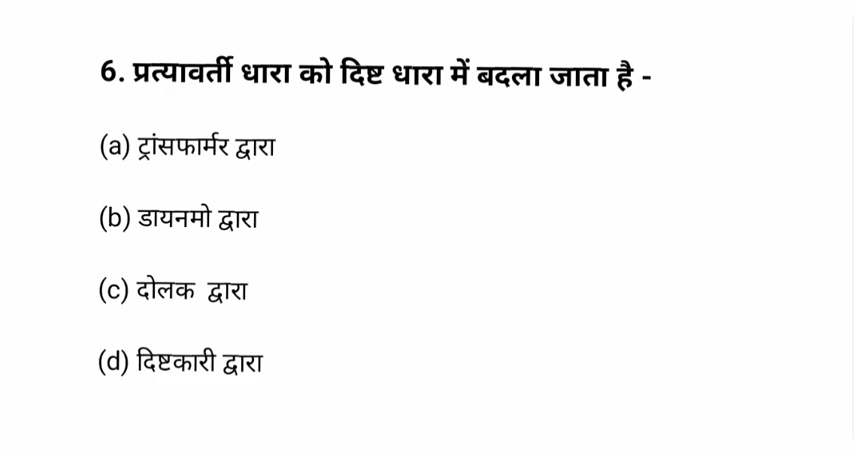 6. प्रत्यावर्ती धारा को दिष्ट धारा में बदला जाता है -
(a) ट्रांसफार्मर द्वारा
(b) डायनमो द्वारा
(c) दोलक द्वारा
(d) दिष्टकारी द्वारा